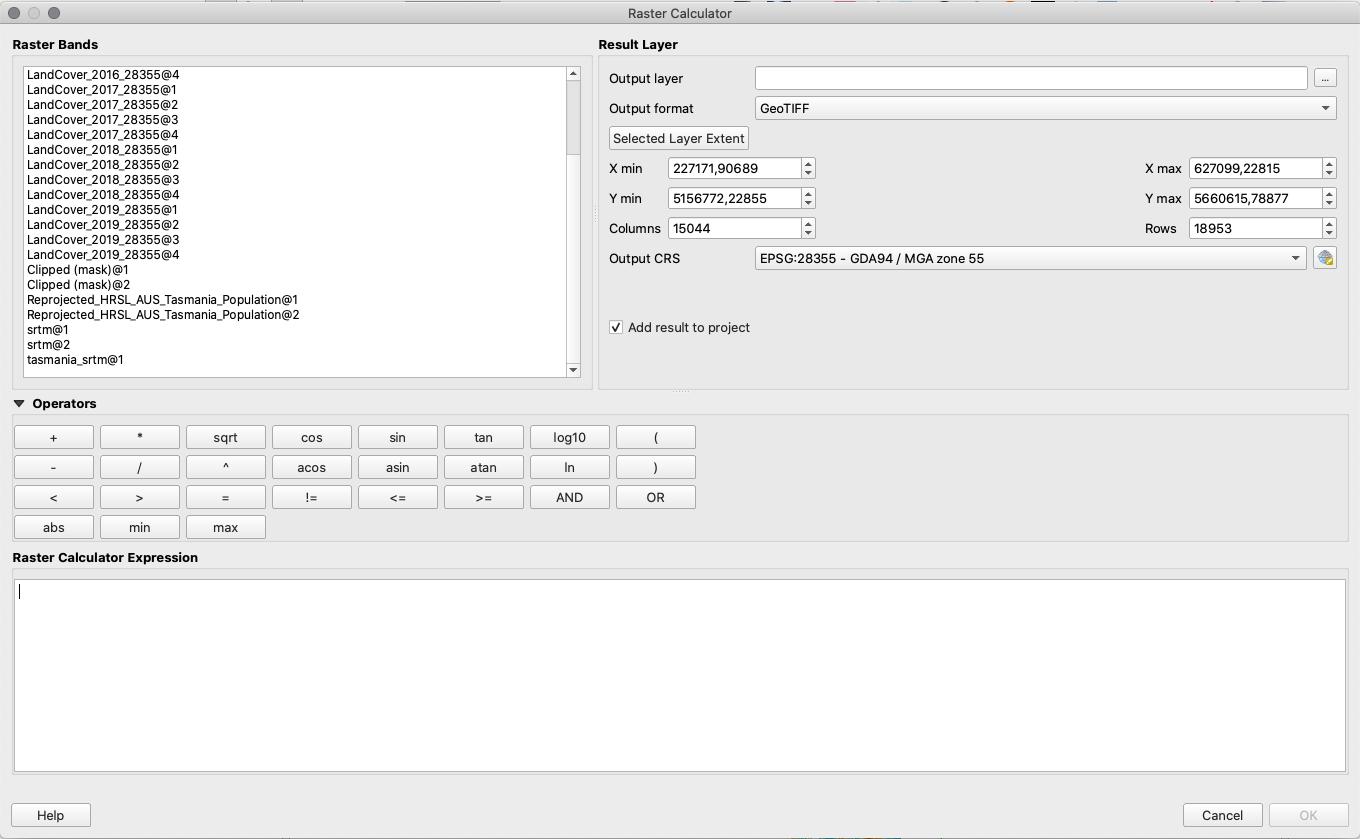 Raster Calculator
Raster Bands
LandCover_2016_28355@4
LandCover_2017_28355@1
LandCover_2017_28355@2
LandCover_2017_28355@3
LandCover_2017_28355@4
LandCover_2018_28355@1
LandCover_2018_28355@2
LandCover_2018_28355@3
LandCover_2018_28355@4
LandCover_2019_28355@1
LandCover_2019_28355@2
LandCover_2019_28355@3
LandCover_2019_28355@4
Clipped (mask)@1
Clipped (mask)@2
Reprojected_HRSL_AUS_Tasmania_Population@1
Reprojected_HRSL_AUS_Tasmania_Population@2
srtm@1
srtm@2
tasmania_srtm@1
Result Layer
Output layer ...
Output format GeoTIFF
Selected Layer Extent
X min 227171,90689 X max 627099,22815
Y min 5156772,22855 Y max 5660615,78877
Columns 15044 Rows 18953
Output CRS EPSG:28355 - GDA94 / MGA zone 55
Add result to project
Operators
+ * sqrt cos sin tan log10 (
- / ^ acos asin atan ln )
< > = != <= >= AND OR
abs min max
Raster Calculator Expression
Help Cancel OK